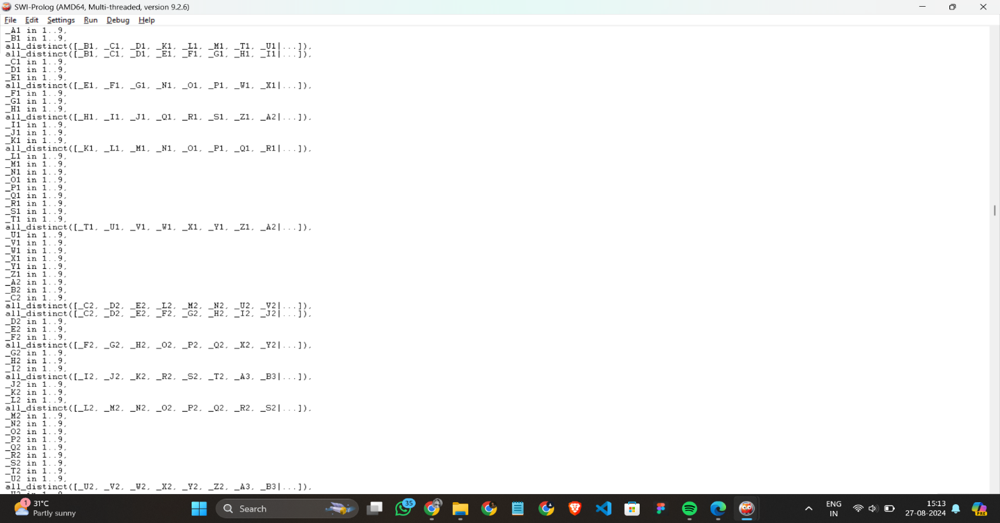 SWI-Prolog (AMD64, Multi-threaded, version 9.2.6)
File Edit Settings Run Debug Help
_A1 in 1..9,
_B1 in 1..9,
all_distinct([_B1, _C1, _D1, _K1, _L1, _M1, _T1, _U1|...]),
all_distinct([_B1, _C1, _D1, _E1, _F1, _G1, _H1, _I1|...]),
_C1 in 1..9,
_D1 in 1..9,
_E1 in 1..9,
all_distinct([_E1, _F1, _G1, _N1, _O1, _P1, _W1, _X1|...]),
_F1 in 1..9,
_G1 in 1..9,
_H1 in 1..9,
all_distinct([_H1, _I1, _J1, _Q1, _R1, _S1, _Z1, _A2|...]),
_I1 in 1..9,
_J1 in 1..9,
_K1 in 1..9,
all_distinct([_K1, _L1, _M1, _N1, _O1, _P1, _Q1, _R1|...]),
_L1 in 1..9,
_M1 in 1..9,
_N1 in 1..9,
_O1 in 1..9,
_P1 in 1..9,
_Q1 in 1..9,
_R1 in 1..9,
_S1 in 1..9,
_T1 in 1..9,
all_distinct([_T1, _U1, _V1, _W1, _X1, _Y1, _Z1, _A2|...]),
_U1 in 1..9,
_V1 in 1..9,
_W1 in 1..9,
_X1 in 1..9,
_Y1 in 1..9,
_Z1 in 1..9,
_A2 in 1..9,
_B2 in 1..9,
_C2 in 1..9,
all_distinct([_C2, _D2, _E2, _L2, _M2, _N2, _U2, _V2|...]),
all_distinct([_C2, _D2, _E2, _F2, _G2, _H2, _I2, _J2|...]),
_D2 in 1..9,
_E2 in 1..9,
_F2 in 1..9,
all_distinct([_F2, _G2, _H2, _O2, _P2, _Q2, _X2, _Y2|...]),
_G2 in 1..9,
_H2 in 1..9,
_I2 in 1..9,
all_distinct([_I2, _J2, _K2, _R2, _S2, _T2, _A3, _B3|...]),
_J2 in 1..9,
_K2 in 1..9,
_L2 in 1..9,
all_distinct([_L2, _M2, _N2, _O2, _P2, _Q2, _R2, _S2|...]),
_M2 in 1..9,
_N2 in 1..9,
_O2 in 1..9,
_P2 in 1..9,
_Q2 in 1..9,
_R2 in 1..9,
_S2 in 1..9,
_T2 in 1..9,
_U2 in 1..9,
all_distinct([_U2, _V2, _W2, _X2, _Y2, _Z2, _A3, _B3|...]),
1
31°C
Partly sunny
Search
35
ENG
IN
15:13
27-08-2024
PRE